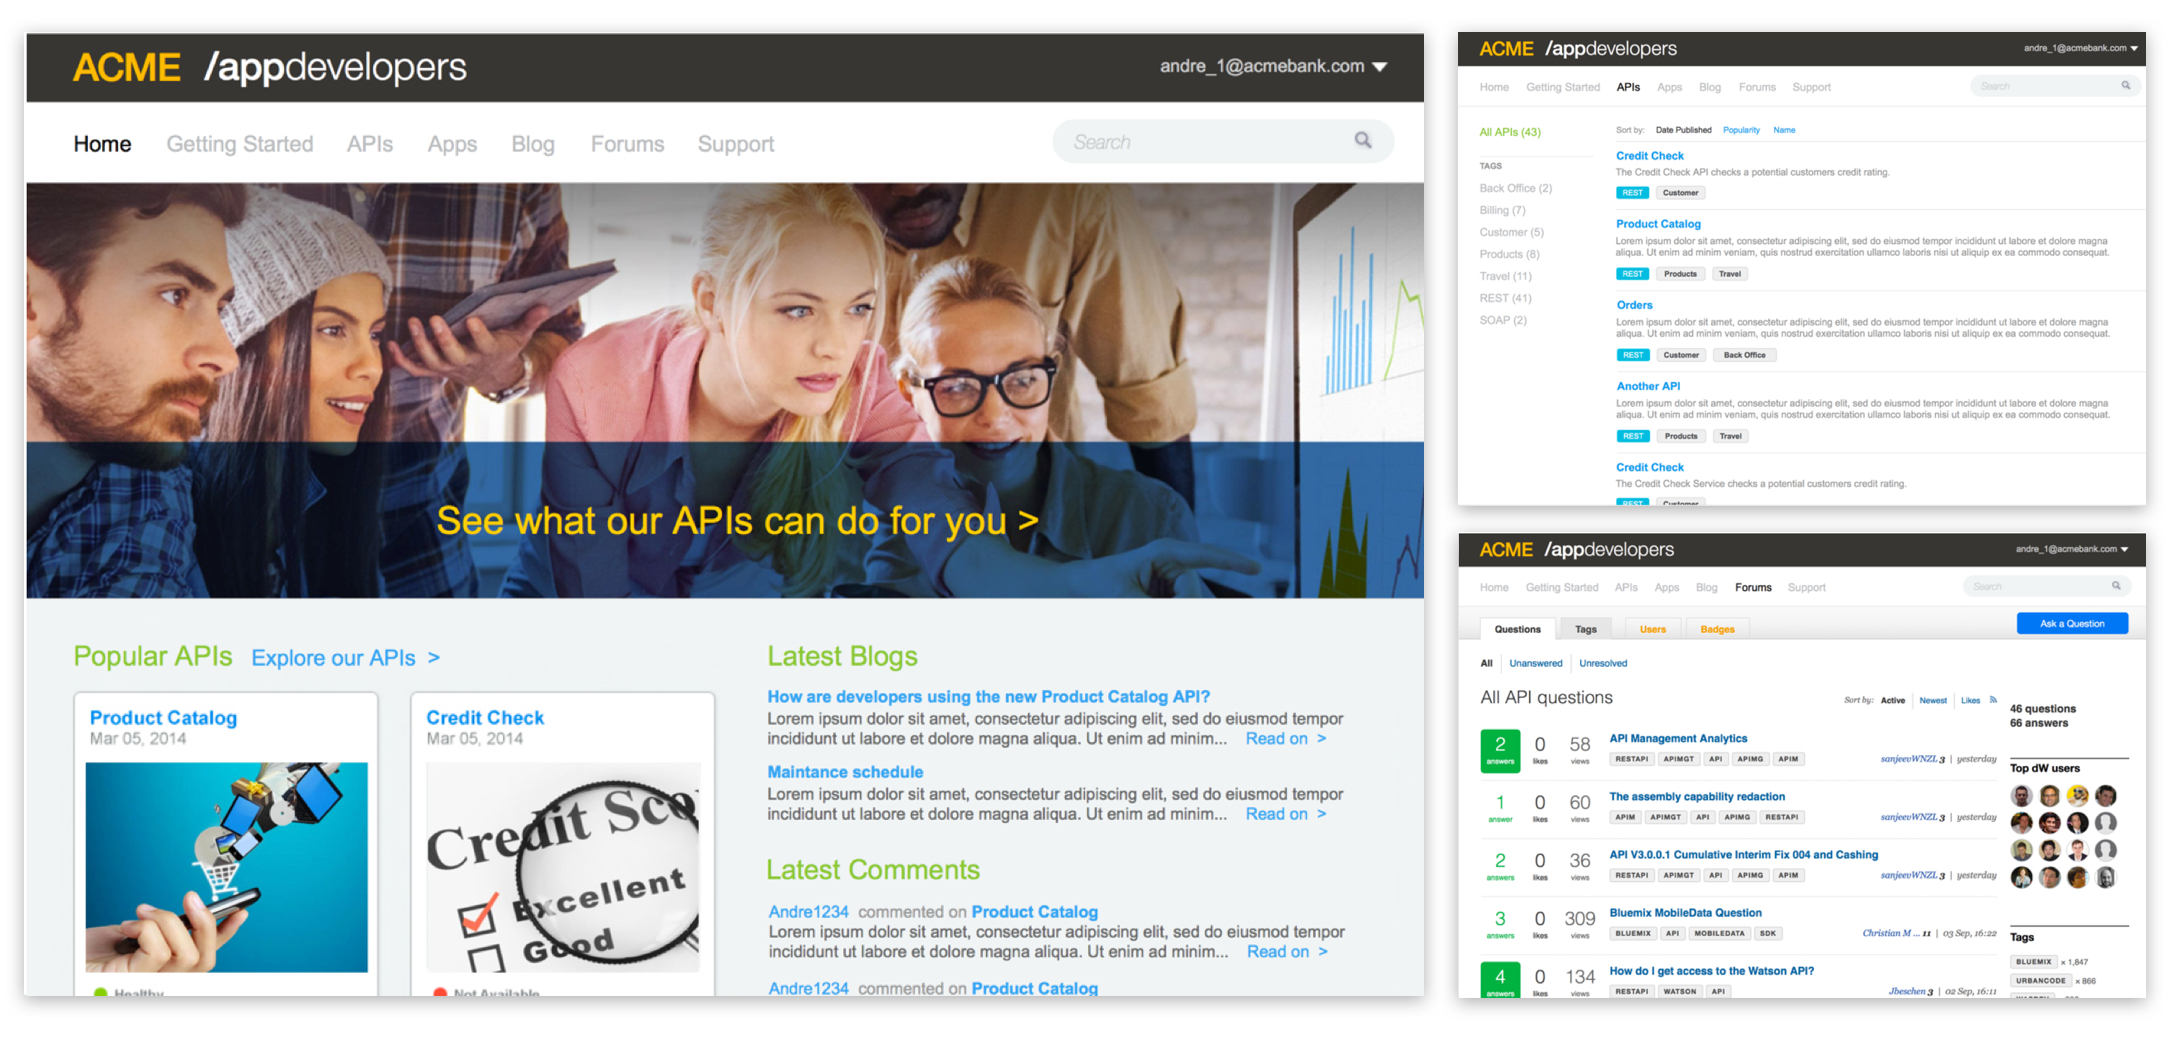 ACME /appdevelopers
andre_1@acmebank.com
Home Getting Started APIs Apps Blog Forums Support
Search
See what our APIs can do for you >
Popular APIs Explore our APIs >
Product Catalog
Mar 05, 2014
Healthy
Credit Check
Mar 05, 2014
Credit Sco
Excellent
Good
Not Available
Latest Blogs
How are developers using the new Product Catalog API?
Lorem ipsum dolor sit amet, consectetur adipiscing elit, sed do eiusmod tempor
incididunt ut labore et dolore magna aliqua. Ut enim ad minim... Read on >
Maintance schedule
Lorem ipsum dolor sit amet, consectetur adipiscing elit, sed do eiusmod tempor
incididunt ut labore et dolore magna aliqua. Ut enim ad minim... Read on >
Latest Comments
Andre1234 commented on Product Catalog
Lorem ipsum dolor sit amet, consectetur adipiscing elit, sed do eiusmod tempor
incididunt ut labore et dolore magna aliqua. Ut enim ad minim... Read on >
Andre1234 commented on Product Catalog
ACME /appdevelopers
andre_1@acmebank.com
Home Getting Started APIs Apps Blog Forums Support
Search
All APIs (43)
TAGS
Back Office (2)
Billing (7)
Customer (5)
Products (8)
Travel (11)
REST (41)
SOAP (2)
Sort by: Date Published Popularity Name
Credit Check
The Credit Check API checks a potential customers credit rating.
REST Customer
Product Catalog
Lorem ipsum dolor sit amet, consectetur adipiscing elit, sed do eiusmod tempor incididunt ut labore et dolore magna
aliqua. Ut enim ad minim veniam, quis nostrud exercitation ullamco laboris nisi ut aliquip ex ea commodo consequat.
REST Products Travel
Orders
Lorem ipsum dolor sit amet, consectetur adipiscing elit, sed do eiusmod tempor incididunt ut labore et dolore magna
aliqua. Ut enim ad minim veniam, quis nostrud exercitation ullamco laboris nisi ut aliquip ex ea commodo consequat.
REST Customer Back Office
Another API
Lorem ipsum dolor sit amet, consectetur adipiscing elit, sed do eiusmod tempor incididunt ut labore et dolore magna
aliqua. Ut enim ad minim veniam, quis nostrud exercitation ullamco laboris nisi ut aliquip ex ea commodo consequat.
REST Products Travel
Credit Check
The Credit Check Service checks a potential customers credit rating.
REST Customer
ACME /appdevelopers
andre_1@acmebank.com
Home Getting Started APIs Apps Blog Forums Support
Search
Questions Tags Users Badges
Ask a Question
All Unanswered Unresolved
All API questions
Sort by: Active Newest Likes
2 answers 0 likes 58 views
API Management Analytics
RESTAPI APIMGT API APIMG APIM
sanjeevWNZL 3 | yesterday
1 answer 0 likes 60 views
The assembly capability redaction
APIM APIMGT API APIMG RESTAPI
sanjeevWNZL 3 | yesterday
2 answers 0 likes 36 views
API V3.0.0.1 Cumulative Interim Fix 004 and Cashing
RESTAPI APIMGT API APIMG APIM
sanjeevWNZL 3 | yesterday
3 answers 0 likes 309 views
Bluemix MobileData Question
BLUEMIX API MOBILEDATA SDK
Christian M ... 11 | 03 Sep, 16:22
4 answers 0 likes 134 views
How do I get access to the Watson API?
RESTAPI WATSON API
Jbeschen 3 | 02 Sep, 16:11
46 questions
66 answers
Top dW users
Tags
BLUEMIX × 1,847
URBANCODE × 866